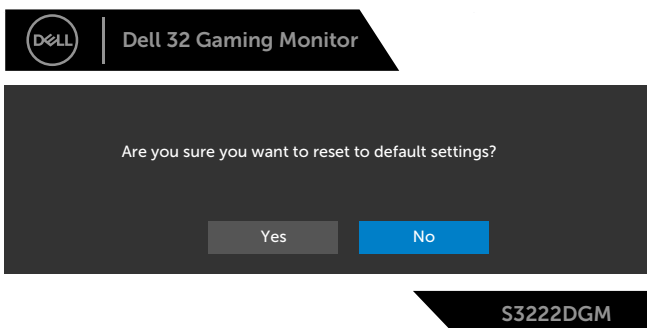 DELL
Dell 32 Gaming Monitor
Are you sure you want to reset to default settings?
Yes No
S3222DGM